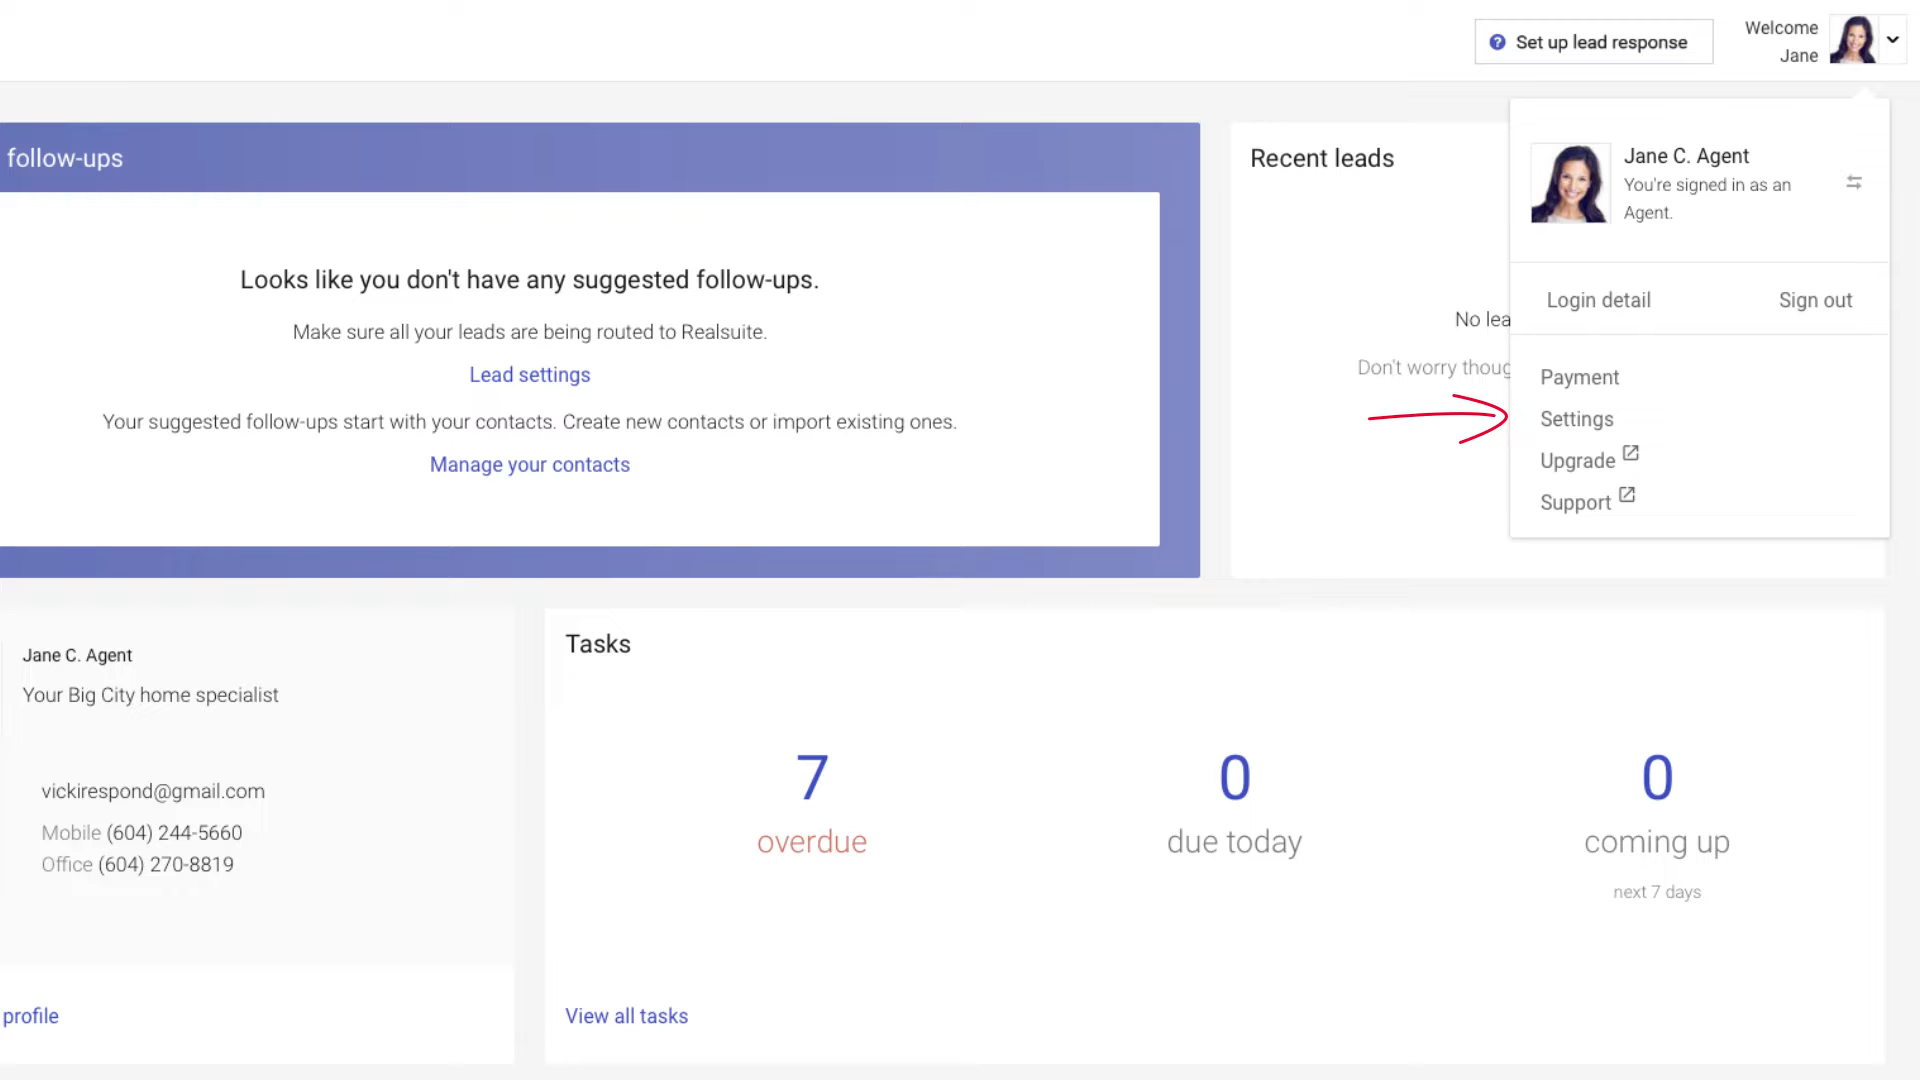 Set up lead response
Welcome
Jane
follow-ups
Looks like you don't have any suggested follow-ups.
Make sure all your leads are being routed to Realsuite.
Lead settings
Your suggested follow-ups start with your contacts. Create new contacts or import existing ones.
Manage your contacts
Recent leads
No lea
Don't worry thoug
Jane C. Agent
You're signed in as an
Agent.
Login detail
Sign out
Payment
Settings
Upgrade
Support
Jane C. Agent
Your Big City home specialist
vickirespond@gmail.com
Mobile (604) 244-5660
Office (604) 270-8819
profile
Tasks
7
overdue
0
due today
0
coming up
next 7 days
View all tasks